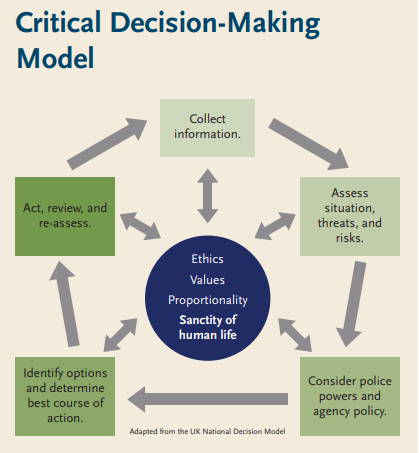 Critical Decision-Making
Model
Collect
information.
Assess
situation,
threats, and
risks.
Act, review, and
re-assess.
Ethics
Values
Proportionality
Sanctity of
human life
Identify options
and determine
best course of
action.
Consider police
powers and
agency policy.
Adapted from the UK National Decision Model